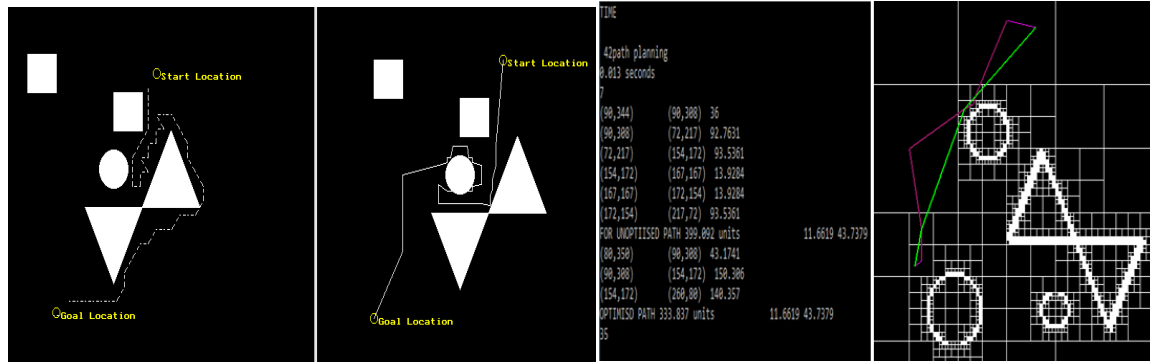 Start Location
Goal Location
Start Location
Goal Location
TIME
42path planning
0.013 seconds
7
(90,344) (90,308) 36
(90,308) (72,217) 92.7631
(72,217) (154,172) 93.5361
(154,172) (167,167) 13.9284
(167,167) (172,154) 13.9284
(172,154) (217,72) 93.5361
FOR UNOPTIISED PATH 399.092 units 11.6619 43.7379
(80,350) (90,308) 43.1741
(90,308) (154,172) 150.306
(154,172) (260,80) 140.357
OPTIMISD PATH 333.837 units 11.6619 43.7379
35